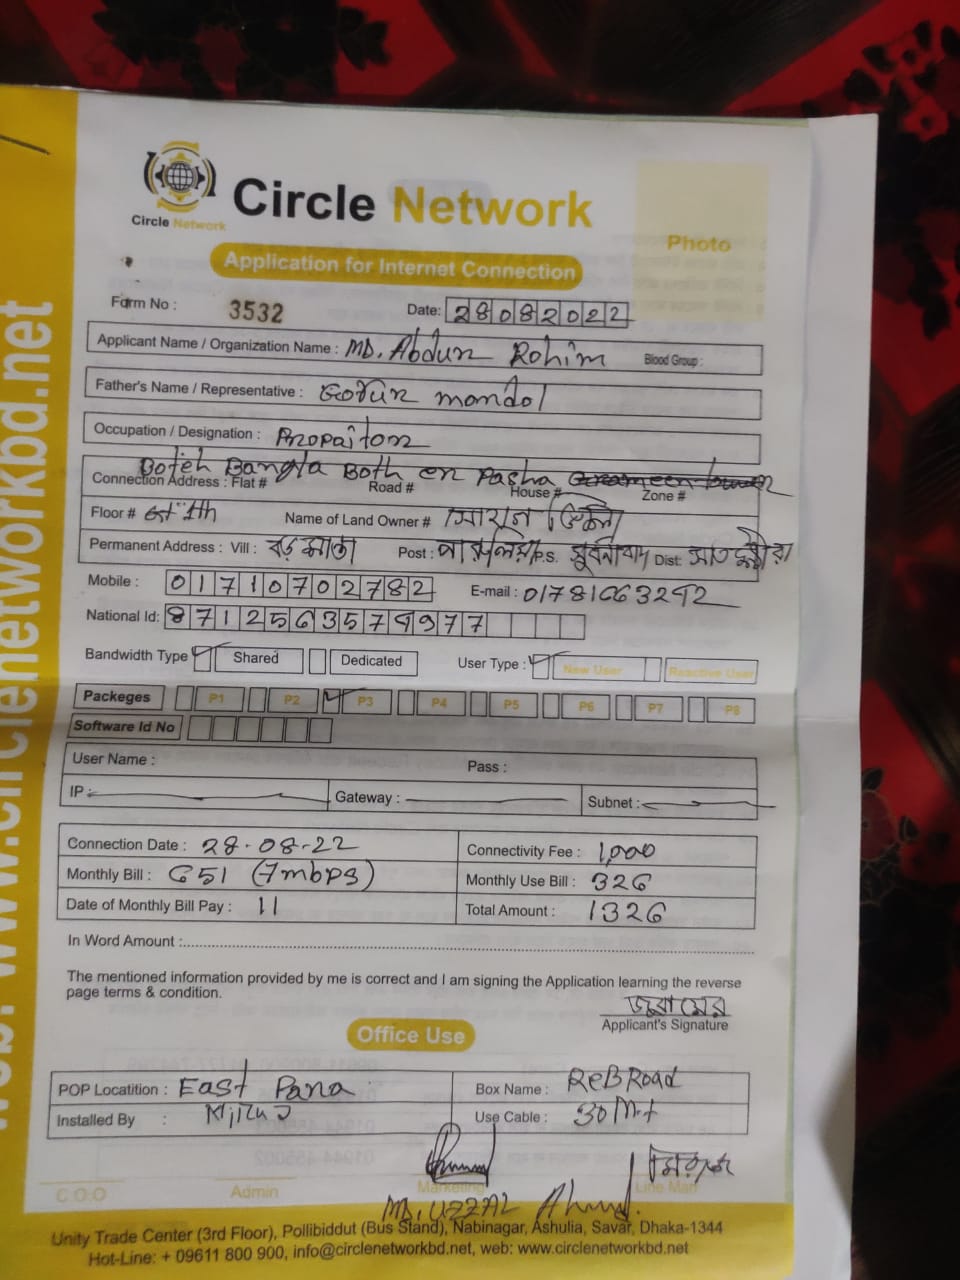 Circle Network
Circle Network
Photo
Application for Internet Connection
Form No : 3532 Date: 28082022
Applicant Name / Organization Name : MD. Abdur Rohim Blood Group :
Father's Name / Representative : mondol
Occupation / Designation : Propaitor
Boteh Bangla Both en Pasha
Connection Address : Flat # Road # House # Zone #
Floor # Name of Land Owner #
Permanent Address : Vill : Post : P.S. Dist:
Mobile : 01710702782 E-mail :
National Id:
Bandwidth Type Shared Dedicated User Type : New User Reactive User
Packeges P1 P2 P3 P4 P5 P6 P7 P8
Software Id No
User Name : Pass :
IP : Gateway : Subnet :
Connection Date : 28-08-22 Connectivity Fee : 1,000
Monthly Bill : 651 (7mbps) Monthly Use Bill : 326
Date of Monthly Bill Pay : 11 Total Amount : 1326
In Word Amount :
The mentioned information provided by me is correct and I am signing the Application learning the reverse
page terms & condition.
Applicant's Signature
Office Use
POP Locatition : East Para Box Name : ReB Road
Installed By : Use Cable : 30 Mrt
C.O.O Admin Marketing Line Man
MD. UZZAL Ahmed.
Unity Trade Center (3rd Floor), Pollibiddut (Bus Stand), Nabinagar, Ashulia, Savar, Dhaka-1344
Hot-Line: + 09611 800 900, info@circlenetworkbd.net, web: www.circlenetworkbd.net
www.circlenetworkbd.net